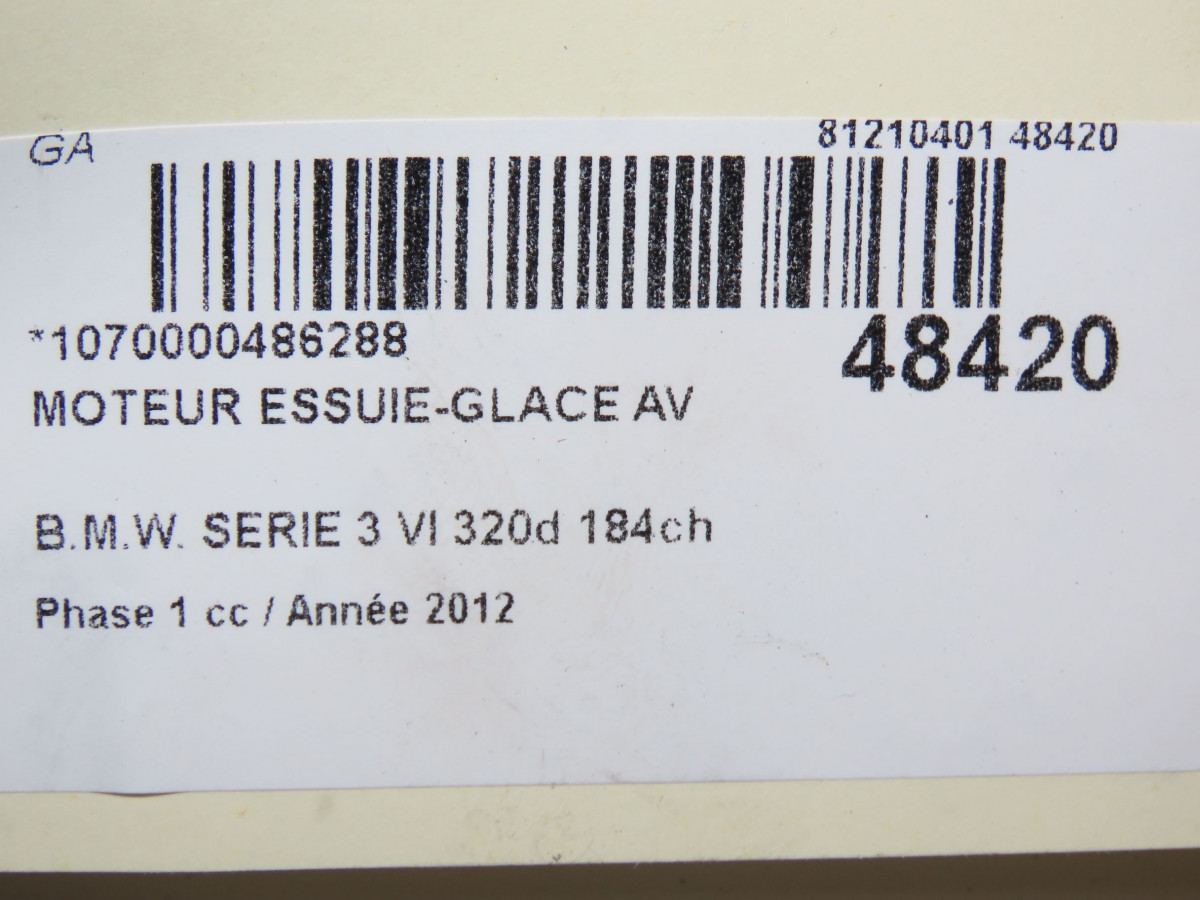 GA
81210401 48420
*1070000486288
48420
MOTEUR ESSUIE-GLACE AV
B.M.W. SERIE 3 VI 320d 184ch
Phase 1 cc / Année 2012